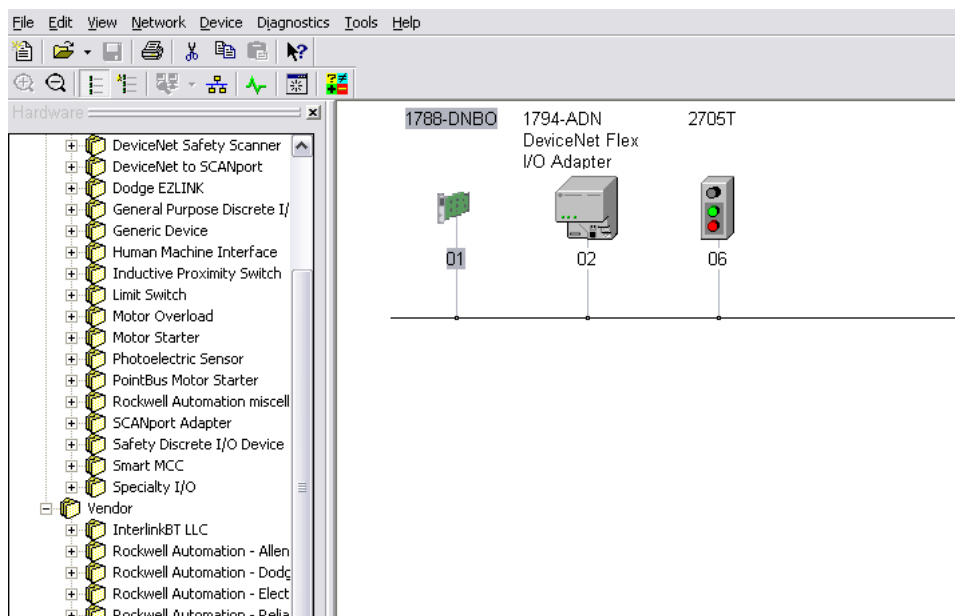 File Edit View Network Device Diagnostics Tools Help
Hardware
DeviceNet Safety Scanner
DeviceNet to SCANport
Dodge EZLINK
General Purpose Discrete I/
Generic Device
Human Machine Interface
Inductive Proximity Switch
Limit Switch
Motor Overload
Motor Starter
Photoelectric Sensor
PointBus Motor Starter
Rockwell Automation miscell
SCANport Adapter
Safety Discrete I/O Device
Smart MCC
Specialty I/O
Vendor
InterlinkBT LLC
Rockwell Automation - Allen
Rockwell Automation - Dodg
Rockwell Automation - Elect
Rockwell Automation - Relia
1788-DNBO
1794-ADN
DeviceNet Flex
I/O Adapter
2705T
01
02
06